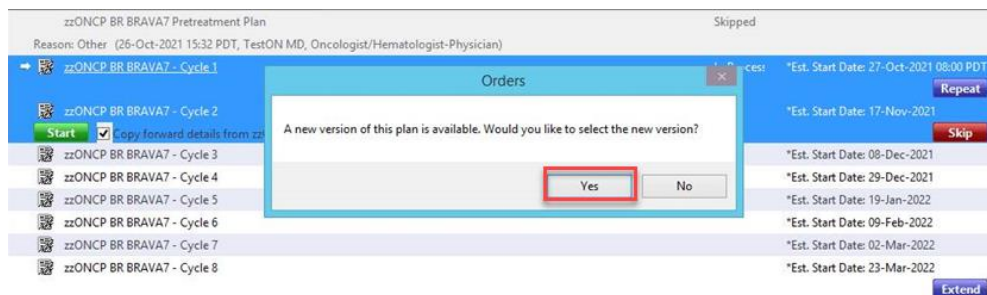 zzONCP BR BRAVA7 Pretreatment Plan Skipped
Reason: Other (26-Oct-2021 15:32 PDT, TestON MD, Oncologist/Hematologist-Physician)
zzONCP BR BRAVA7 - Cycle 1 *Est. Start Date: 27-Oct-2021 08:00 PDT
Repeat
Orders
zzONCP BR BRAVA7 - Cycle 2 *Est. Start Date: 17-Nov-2021
Start Copy forward details from Skip
A new version of this plan is available. Would you like to select the new version?
zzONCP BR BRAVA7 - Cycle 3 *Est. Start Date: 08-Dec-2021
zzONCP BR BRAVA7 - Cycle 4 *Est. Start Date: 29-Dec-2021
Yes No
zzONCP BR BRAVA7 - Cycle 5 *Est. Start Date: 19-Jan-2022
zzONCP BR BRAVA7 - Cycle 6 *Est. Start Date: 09-Feb-2022
zzONCP BR BRAVA7 - Cycle 7 *Est. Start Date: 02-Mar-2022
zzONCP BR BRAVA7 - Cycle 8 *Est. Start Date: 23-Mar-2022
Extend